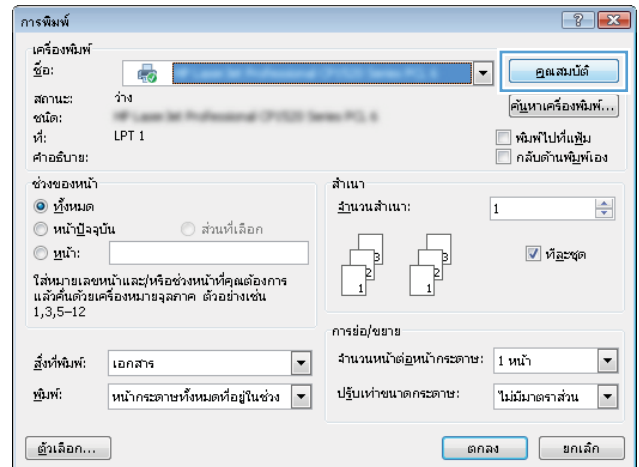 การพิมพ์
เครื่องพิมพ์
ชื่อ:
คุณสมบัติ
สถานะ: ว่าง
ชนิด:
ค้นหาเครื่องพิมพ์...
ที่: LPT 1
พิมพ์ไปที่แฟ้ม
คำอธิบาย:
กลับด้านพิมพ์เอง
ช่วงของหน้า
ทั้งหมด
หน้าปัจจุบัน ส่วนที่เลือก
หน้า:
ใส่หมายเลขหน้าและ/หรือช่วงหน้าที่คุณต้องการ
แล้วคั่นด้วยเครื่องหมายจุลภาค ตัวอย่างเช่น
1,3,5–12
สำเนา
จำนวนสำเนา: 1
3
2
1
3
2
1
ทีละชุด
สิ่งที่พิมพ์: เอกสาร
พิมพ์: หน้ากระดาษทั้งหมดที่อยู่ในช่วง
การย่อ/ขยาย
จำนวนหน้าต่อหน้ากระดาษ: 1 หน้า
ปรับเท่าขนาดกระดาษ: ไม่มีมาตราส่วน
ตัวเลือก...
ตกลง
ยกเลิก